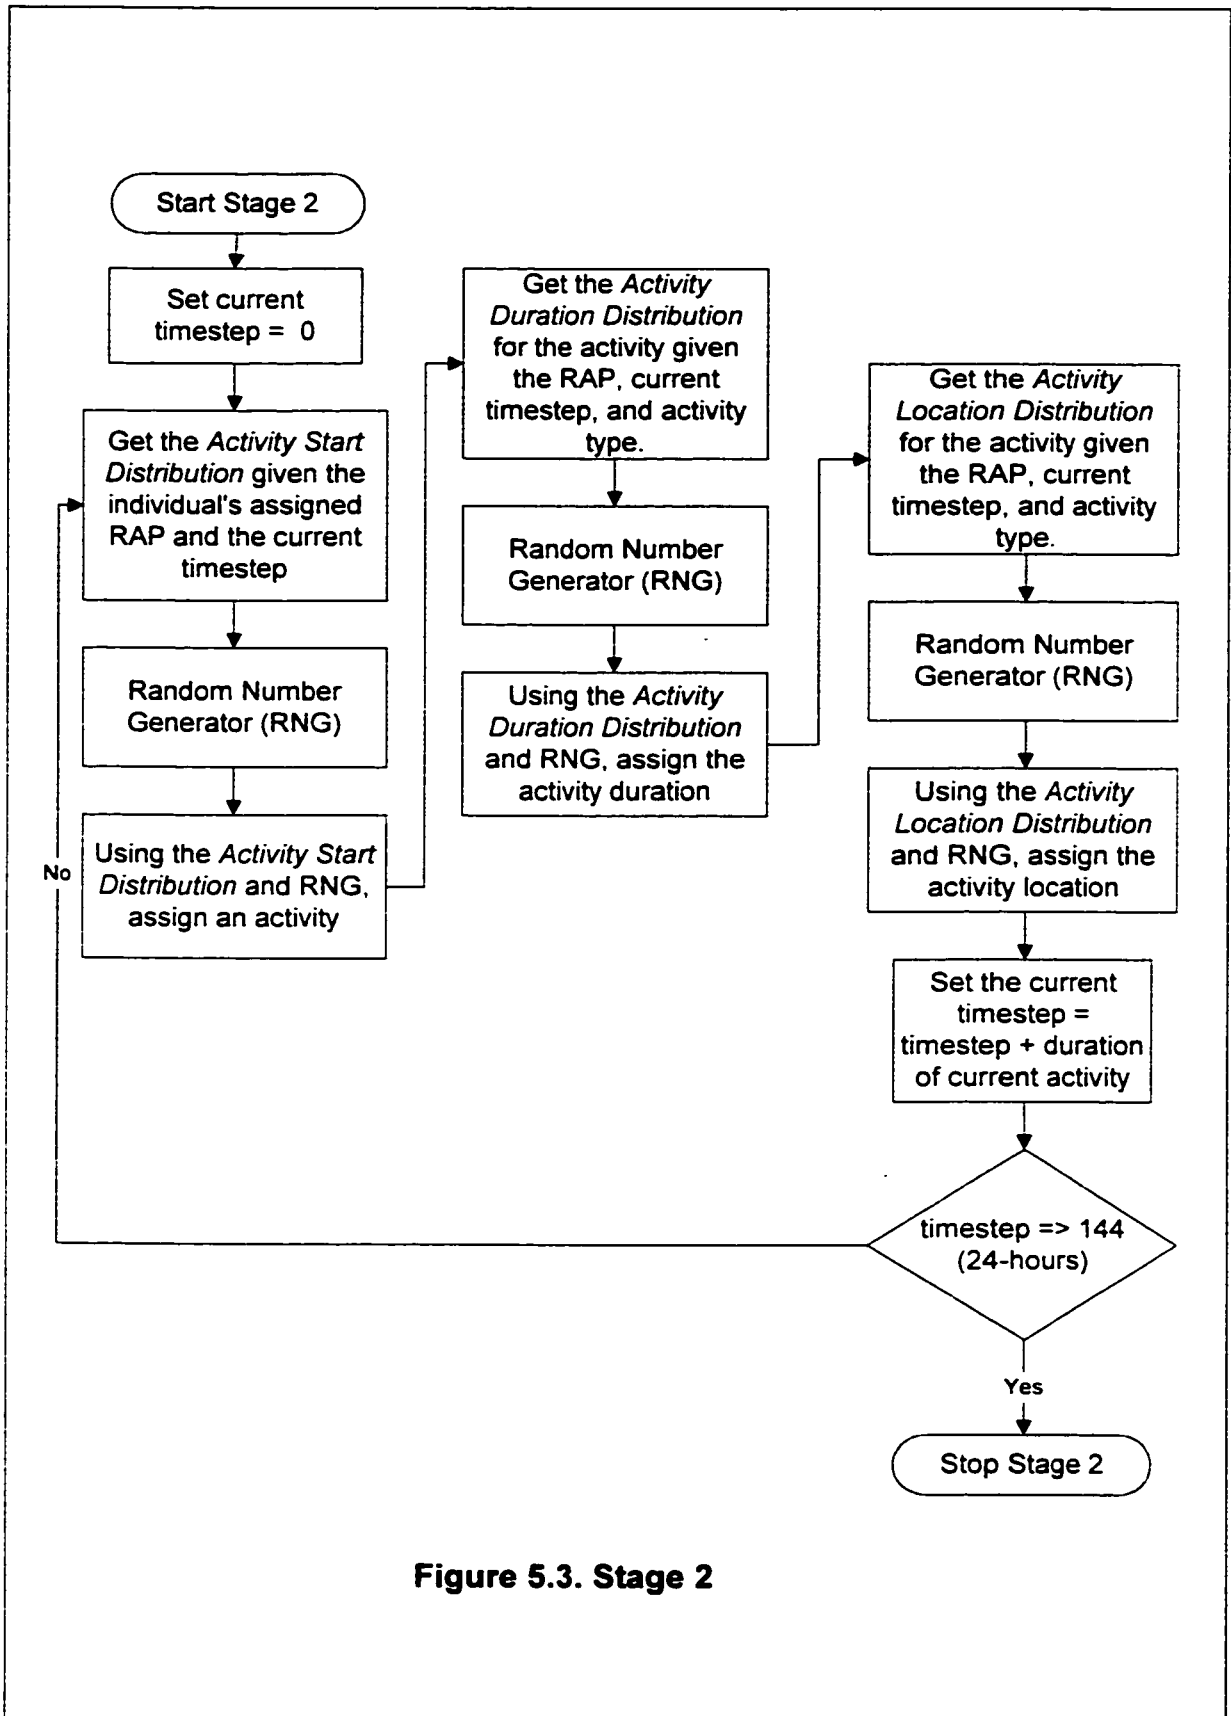 Start Stage 2
Set current
timestep = 0
Get the Activity Start
Distribution given the
individual's assigned
RAP and the current
timestep
Random Number
Generator (RNG)
Using the Activity Start
Distribution and RNG,
assign an activity
Get the Activity
Duration Distribution
for the activity given
the RAP, current
timestep, and activity
type.
Random Number
Generator (RNG)
Using the Activity
Duration Distribution
and RNG, assign the
activity duration
Get the Activity
Location Distribution
for the activity given
the RAP, current
timestep, and activity
type.
Random Number
Generator (RNG)
Using the Activity
Location Distribution
and RNG, assign the
activity location
Set the current
timestep =
timestep + duration
of current activity
timestep => 144
(24-hours)
No
Yes
Stop Stage 2
Figure 5.3. Stage 2